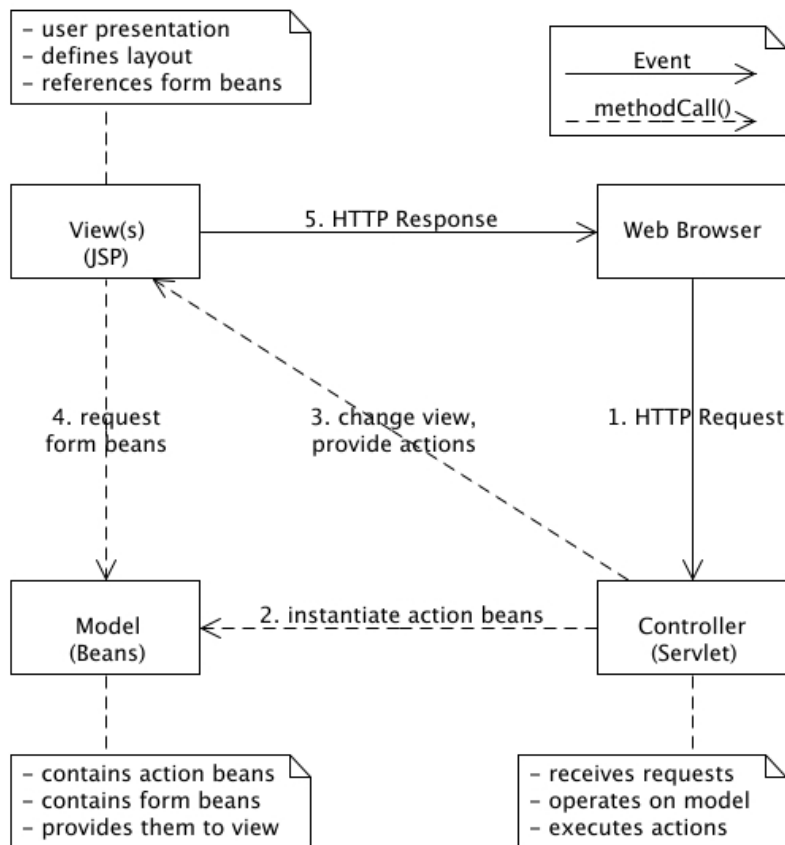 - user presentation
- defines layout
- references form beans
Event
methodCall()
View(s)
(JSP)
5. HTTP Response
Web Browser
4. request
form beans
3. change view,
provide actions
1. HTTP Request
Model
(Beans)
2. instantiate action beans
Controller
(Servlet)
- contains action beans
- contains form beans
- provides them to view
- receives requests
- operates on model
- executes actions